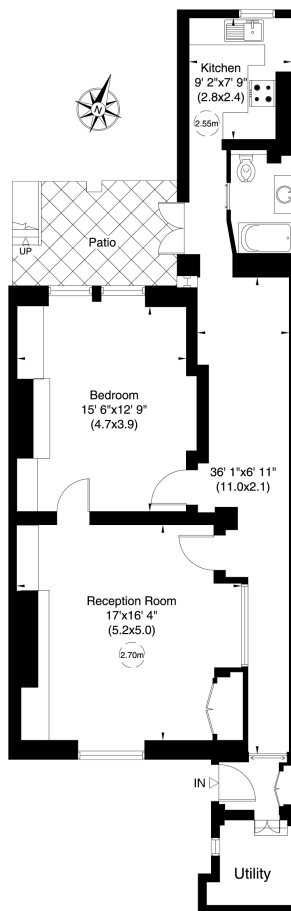 Kitchen
9' 2"x7' 9"
(2.8x2.4)
2.55m
N
UP
Patio
Bedroom
15' 6"x12' 9"
(4.7x3.9)
36' 1"x6' 11"
(11.0x2.1)
Reception Room
17'x16' 4"
(5.2x5.0)
2.70m
IN
Utility